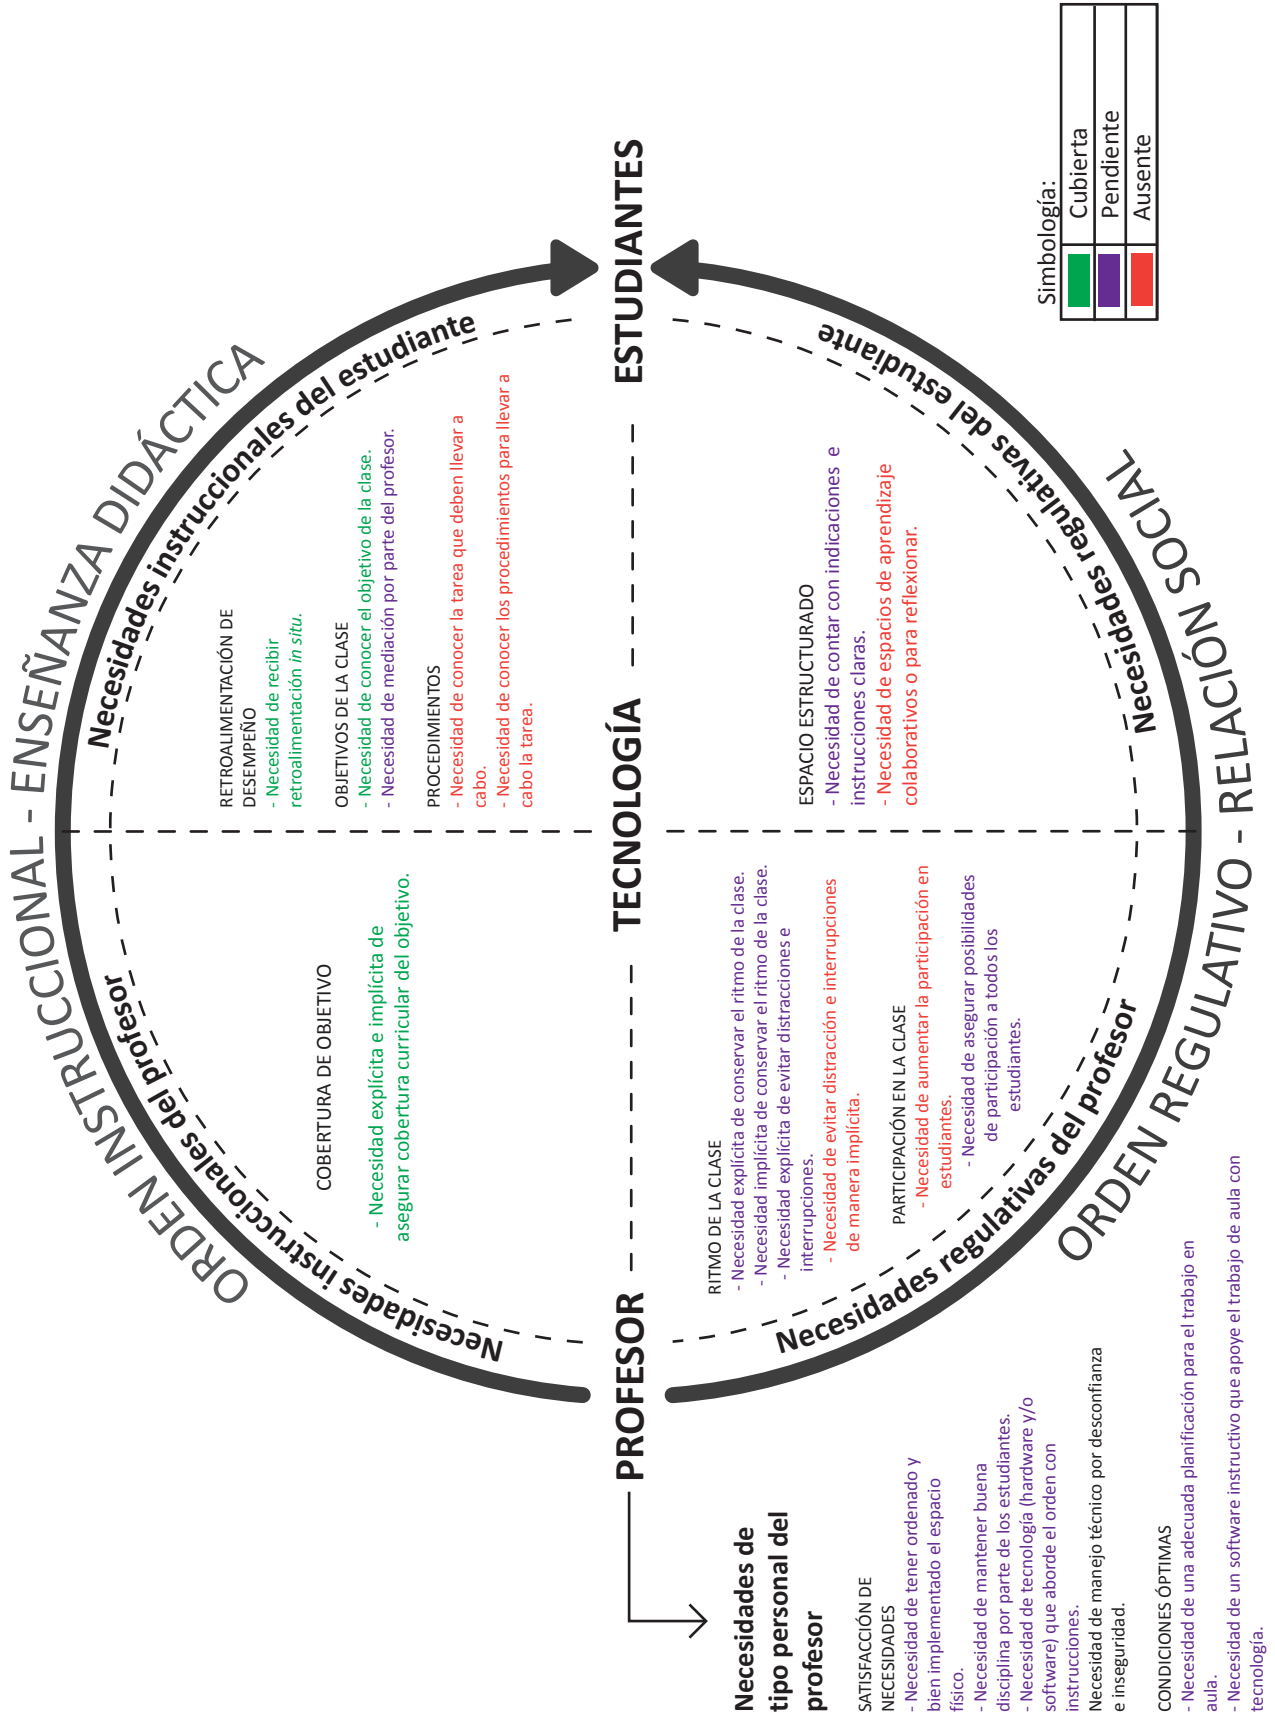 ORDEN INSTRUCCIONAL - ENSEÑANZA DIDÁCTICA
Necesidades instruccionales del profesor
Necesidades instruccionales del estudiante
COBERTURA DE OBJETIVO
- Necesidad explícita e implícita de
asegurar cobertura curricular del objetivo.
RETROALIMENTACIÓN DE
DESEMPEÑO
- Necesidad de recibir
retroalimentación in situ.
OBJETIVOS DE LA CLASE
- Necesidad de conocer el objetivo de la clase.
- Necesidad de mediación por parte del profesor.
PROCEDIMIENTOS
- Necesidad de conocer la tarea que deben llevar a
cabo.
- Necesidad de conocer los procedimientos para llevar a
cabo la tarea.
PROFESOR
TECNOLOGÍA
ESTUDIANTES
RITMO DE LA CLASE
- Necesidad explícita de conservar el ritmo de la clase.
- Necesidad implícita de conservar el ritmo de la clase.
- Necesidad explícita de evitar distracciones e
interrupciones.
- Necesidad de evitar distracción e interrupciones
de manera implícita.
PARTICIPACIÓN EN LA CLASE
- Necesidad de aumentar la participación en
estudiantes.
- Necesidad de asegurar posibilidades
de participación a todos los
estudiantes.
ESPACIO ESTRUCTURADO
- Necesidad de contar con indicaciones e
instrucciones claras.
- Necesidad de espacios de aprendizaje
colaborativos o para reflexionar.
Necesidades regulativas del profesor
Necesidades regulativas del estudiante
ORDEN REGULATIVO - RELACIÓN SOCIAL
Necesidades de
tipo personal del
profesor
SATISFACCIÓN DE
NECESIDADES
- Necesidad de tener ordenado y
bien implementado el espacio
físico.
- Necesidad de mantener buena
disciplina por parte de los estudiantes.
- Necesidad de tecnología (hardware y/o
software) que aborde el orden con
instrucciones.
Necesidad de manejo técnico por desconfianza
e inseguridad.
CONDICIONES ÓPTIMAS
- Necesidad de una adecuada planificación para el trabajo en
aula.
- Necesidad de un software instructivo que apoye el trabajo de aula con
tecnología.
Simbología:
Cubierta
Pendiente
Ausente